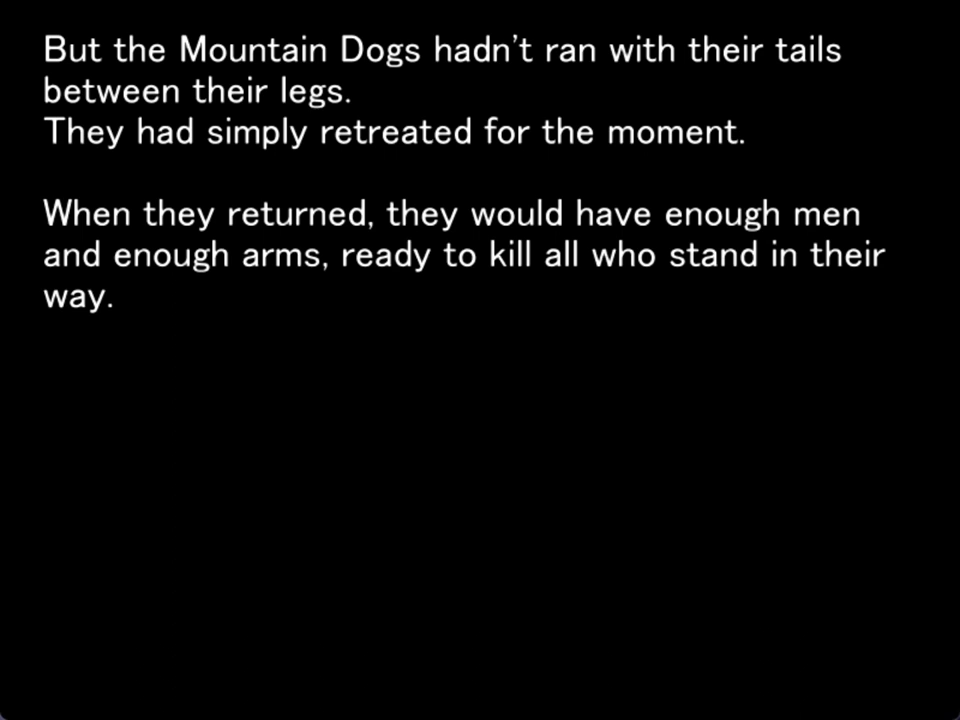 But the Mountain Dogs hadn't ran with their tails
between their legs.
They had simply retreated for the moment.
When they returned, they would have enough men
and enough arms, ready to kill all who stand in their
way.